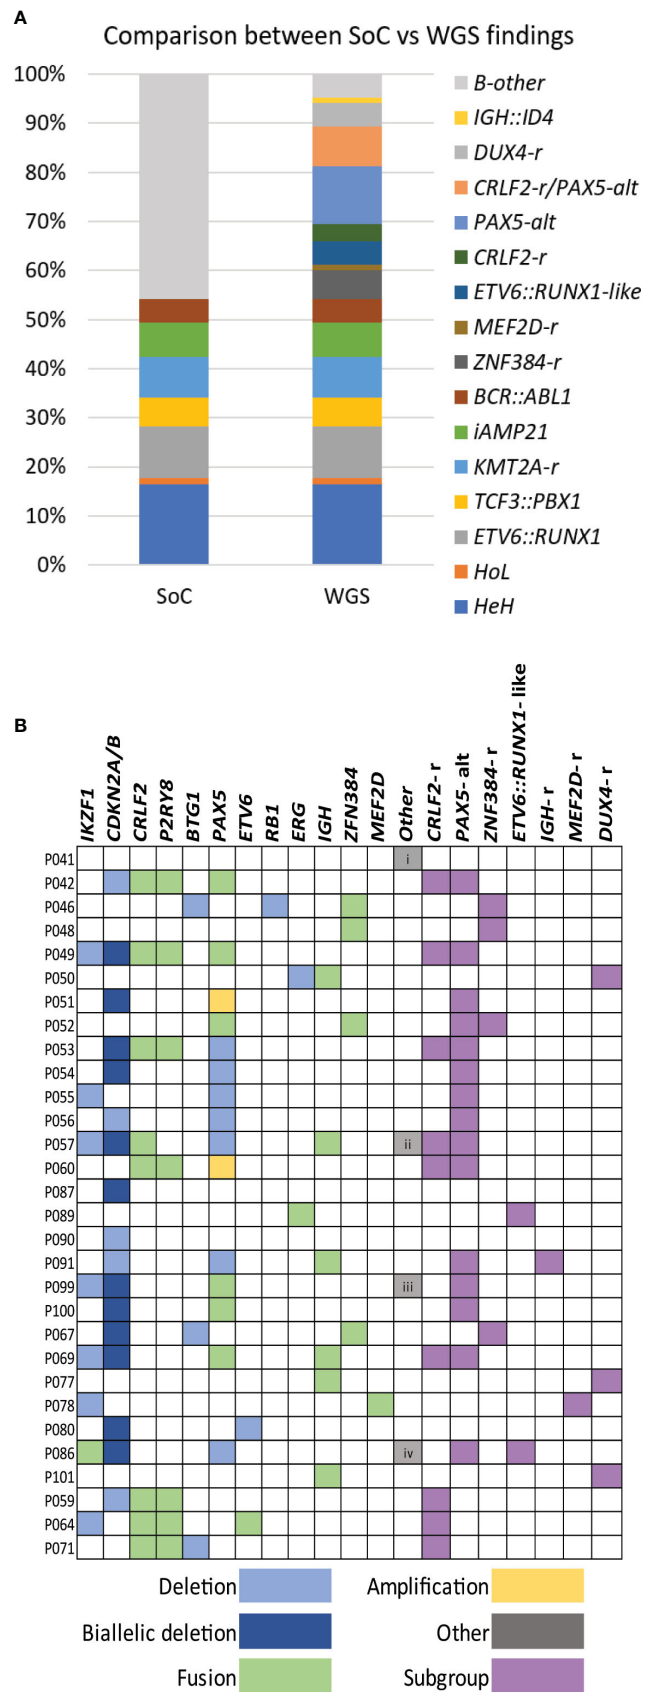 A
Comparison between SoC vs WGS findings
100%
90%
80%
70%
60%
50%
40%
30%
20%
10%
0%
SoC
WGS
B-other
IGH::ID4
DUX4-r
CRLF2-r/PAX5-alt
PAX5-alt
CRLF2-r
ETV6::RUNX1-like
MEF2D-r
ZNF384-r
BCR::ABL1
iAMP21
KMT2A-r
TCF3::PBX1
ETV6::RUNX1
HoL
HeH
B
IKZF1
CDKN2A/B
CRLF2
P2RY8
BTG1
PAX5
ETV6
RB1
ERG
IGH
ZFN384
MEF2D
Other
CRLF2- r
PAX5- alt
ZNF384- r
ETV6::RUNX1- like
IGH- r
MEF2D- r
DUX4- r
P041 i
P042
P046
P048
P049
P050
P051
P052
P053
P054
P055
P056
P057 ii
P060
P087
P089
P090
P091
P099 iii
P100
P067
P069
P077
P078
P080
P086 iv
P101
P059
P064
P071
Deletion
Biallelic deletion
Fusion
Amplification
Other
Subgroup